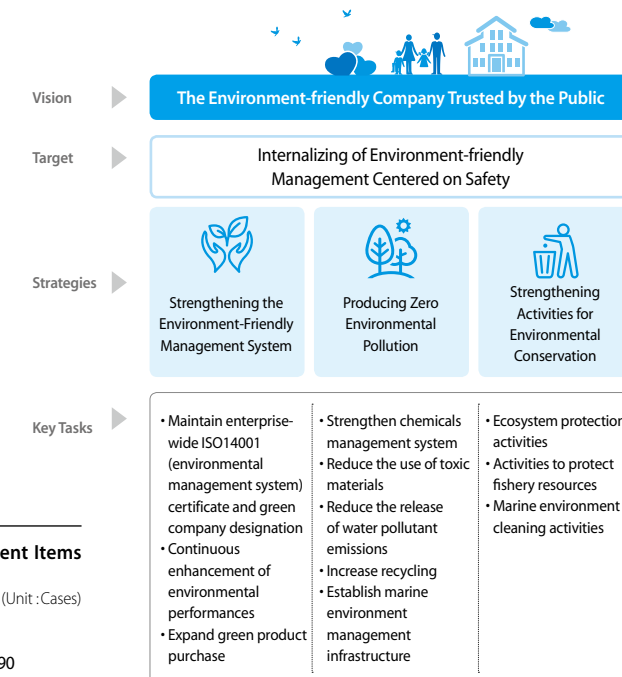 Vision
The Environment-friendly Company Trusted by the Public
Target
Internalizing of Environment-friendly
Management Centered on Safety
Strategies
Strengthening the
Environment-Friendly
Management System
Producing Zero
Environmental
Pollution
Strengthening
Activities for
Environmental
Conservation
Key Tasks
• Maintain enterprise-
wide ISO14001
(environmental
management system)
certificate and green
company designation
• Continuous
enhancement of
environmental
performances
• Expand green product
purchase
• Strengthen chemicals
management system
• Reduce the use of toxic
materials
• Reduce the release
of water pollutant
emissions
• Increase recycling
• Establish marine
environment
management
infrastructure
• Ecosystem protection
activities
• Activities to protect
fishery resources
• Marine environment
cleaning activities
ent Items
(Unit : Cases)
90